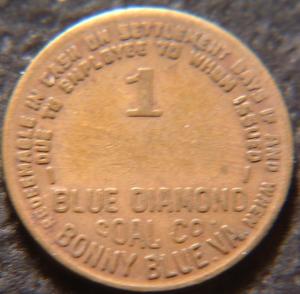 REDEEMABLE IN CASH ON SETTLEMENT DAYS IF AND WHEN
DUE TO EMPLOYEE TO WHOM ISSUED
1
BLUE DIAMOND
COAL CO.
BONNY BLUE, VA.